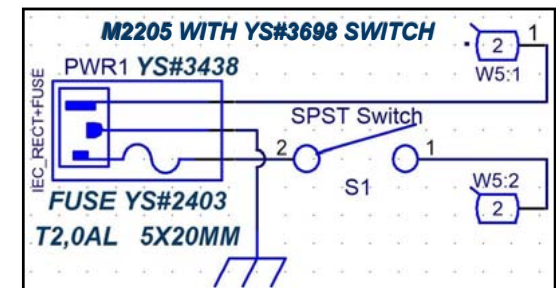 M2205 WITH YS#3698 SWITCH
PWR1 YS#3438
IEC_RECT+FUSE
1
2
W5:1
SPST Switch
2
1
S1
W5:2
2
FUSE YS#2403
T2,0AL 5X20MM